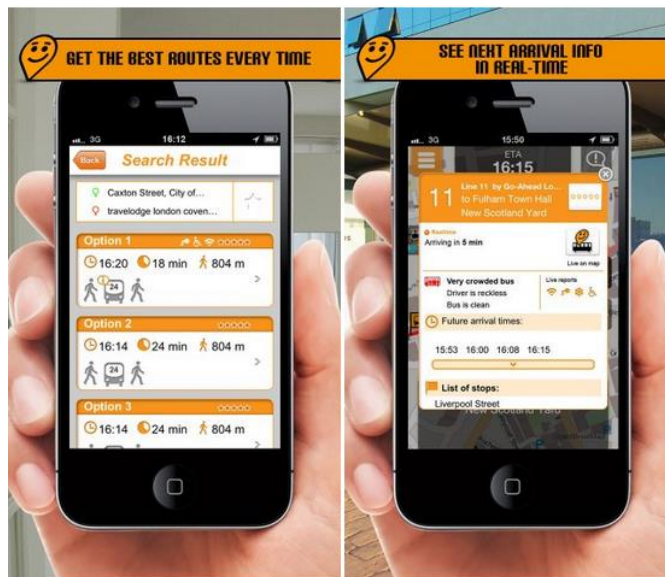 GET THE BEST ROUTES EVERY TIME
3G 16:12
Back Search Result
Caxton Street, City of...
travelodge london coven...
Option 1
16:20 18 min 804 m
24
Option 2
16:14 24 min 804 m
24
Option 3
16:14 24 min 804 m
SEE NEXT ARRIVAL INFO
IN REAL-TIME
3G 15:50
ETA
16:15
11
Line 11 by Go-Ahead Lo...
to Fulham Town Hall
New Scotland Yard
Realtime
Arriving in 5 min
Live on map
Very crowded bus
Driver is reckless
Bus is clean
Live reports
Future arrival times:
15:53 16:00 16:08 16:15
List of stops:
Liverpool Street
New Scotland Yard